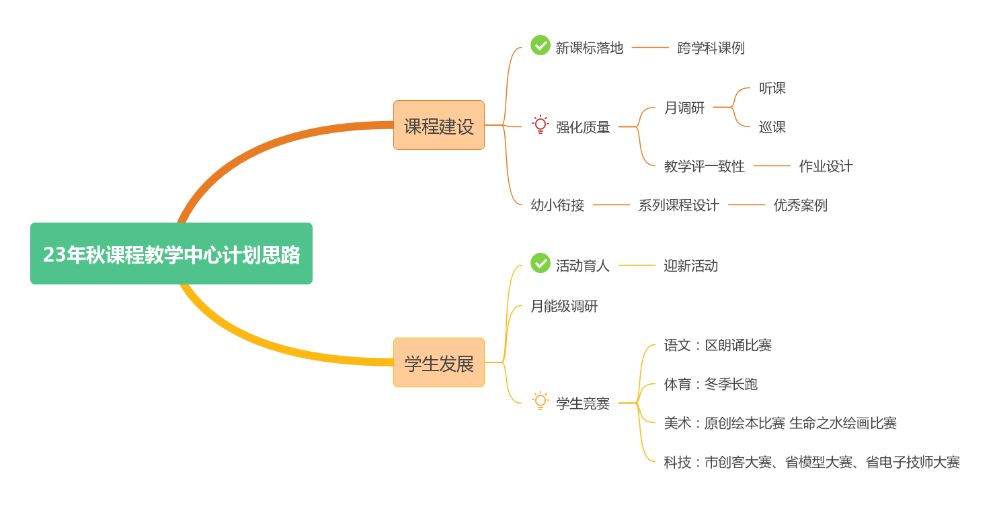 23年秋课程教学中心计划思路
课程建设
新课标落地
跨学科课例
强化质量
月调研
听课
巡课
教学评一致性
作业设计
幼小衔接
系列课程设计
优秀案例
学生发展
活动育人
迎新活动
月能级调研
学生竞赛
语文：区朗诵比赛
体育：冬季长跑
美术：原创绘本比赛 生命之水绘画比赛
科技：市创客大赛、省模型大赛、省电子技师大赛